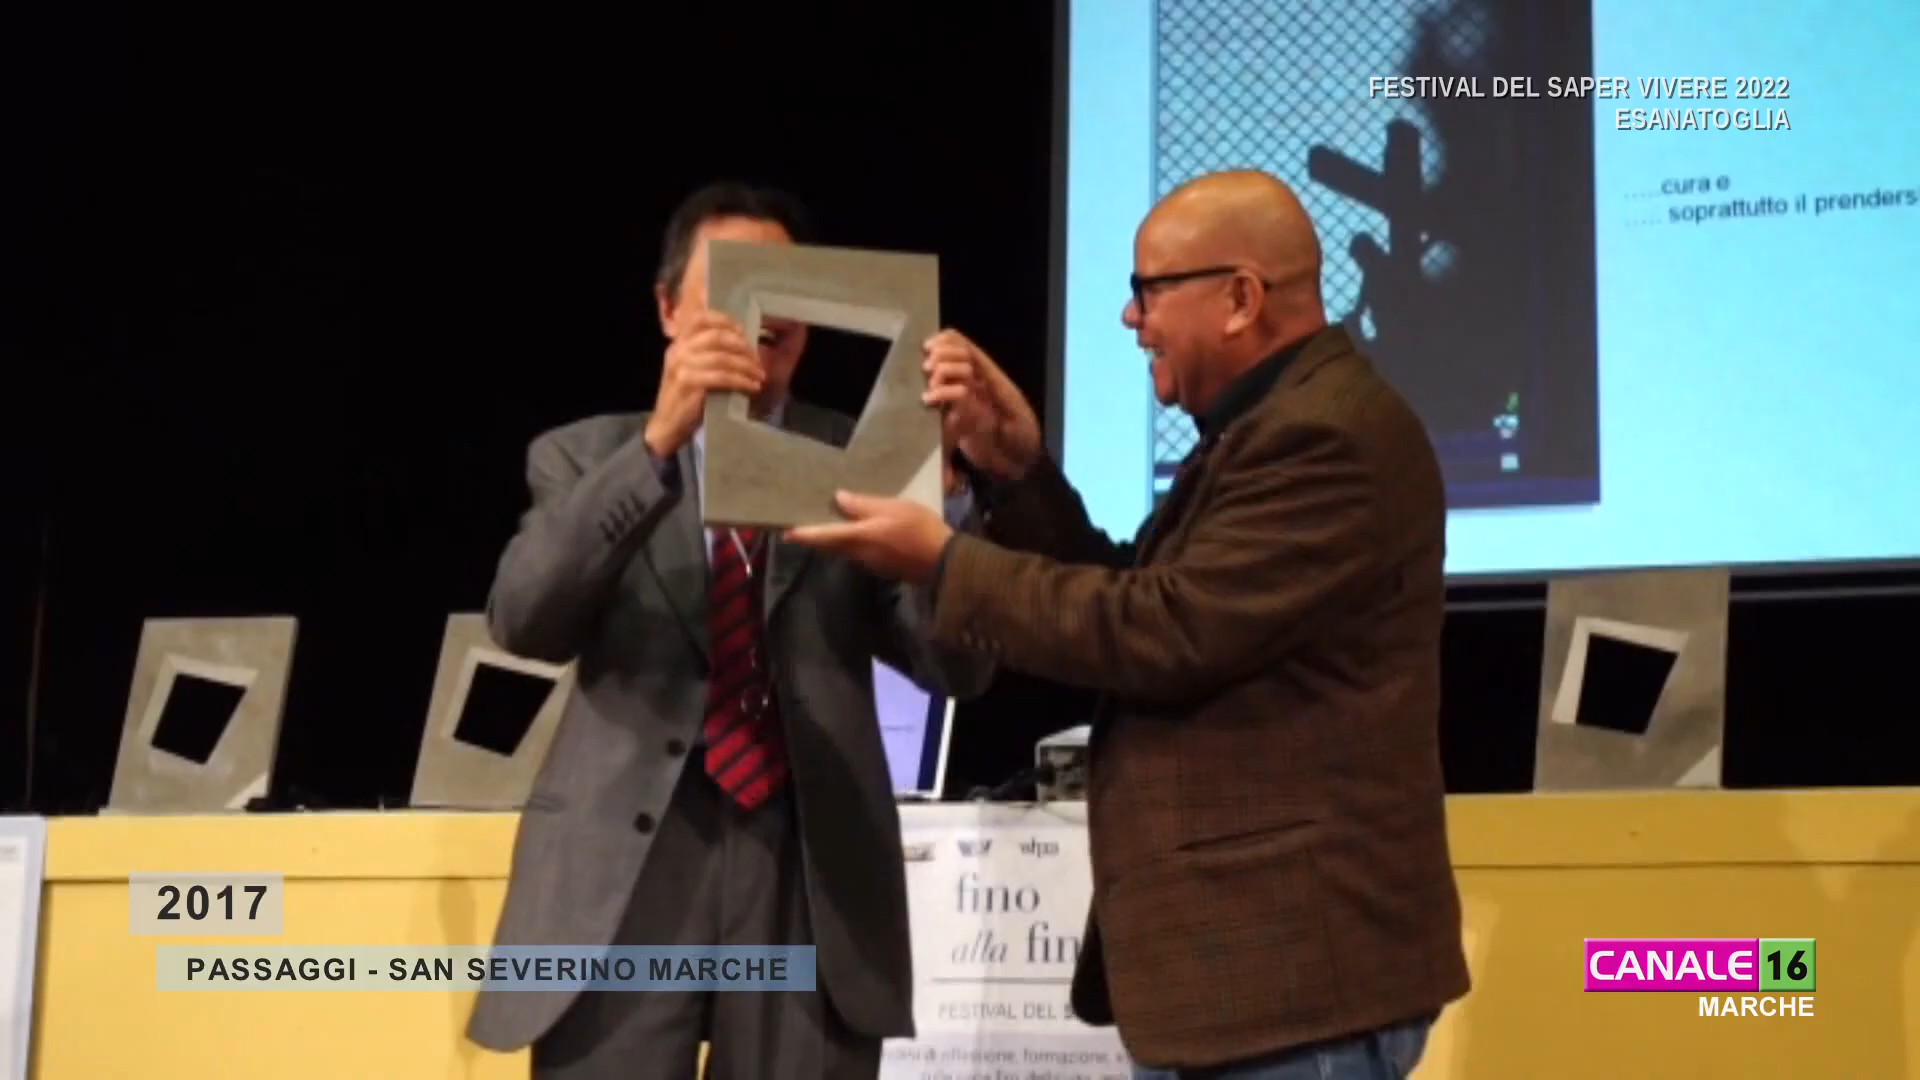 FESTIVAL DEL SAPER VIVERE 2022
ESANATOGLIA
.....cura e
..... soprattutto il prenders
fino
alla fin
FESTIVAL DEL S
2017
PASSAGGI - SAN SEVERINO MARCHE
CANALE 16
MARCHE